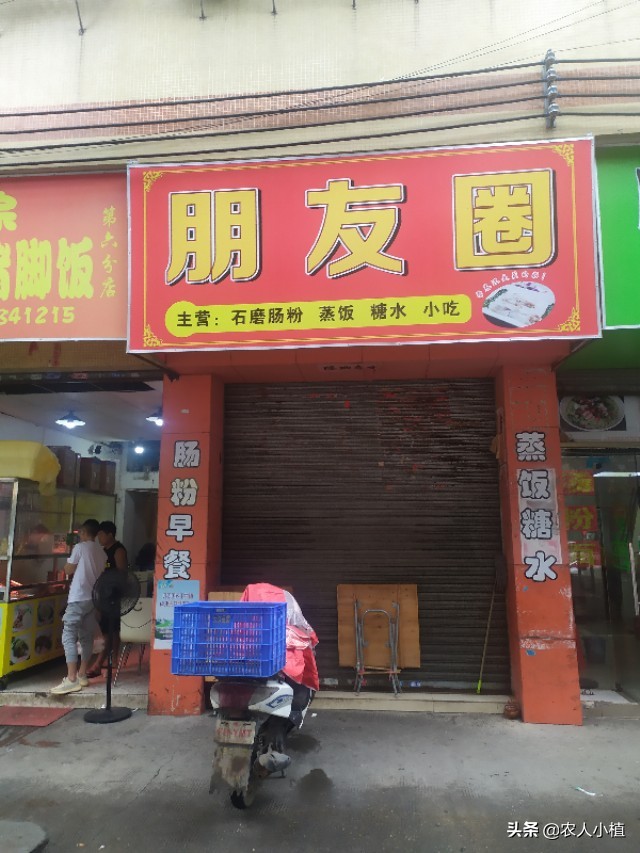 朋友圈
主营：石磨肠粉 蒸饭 糖水 小吃
第六分店
脚饭
341215
肠粉早餐
蒸饭糖水
头条 @农人小植